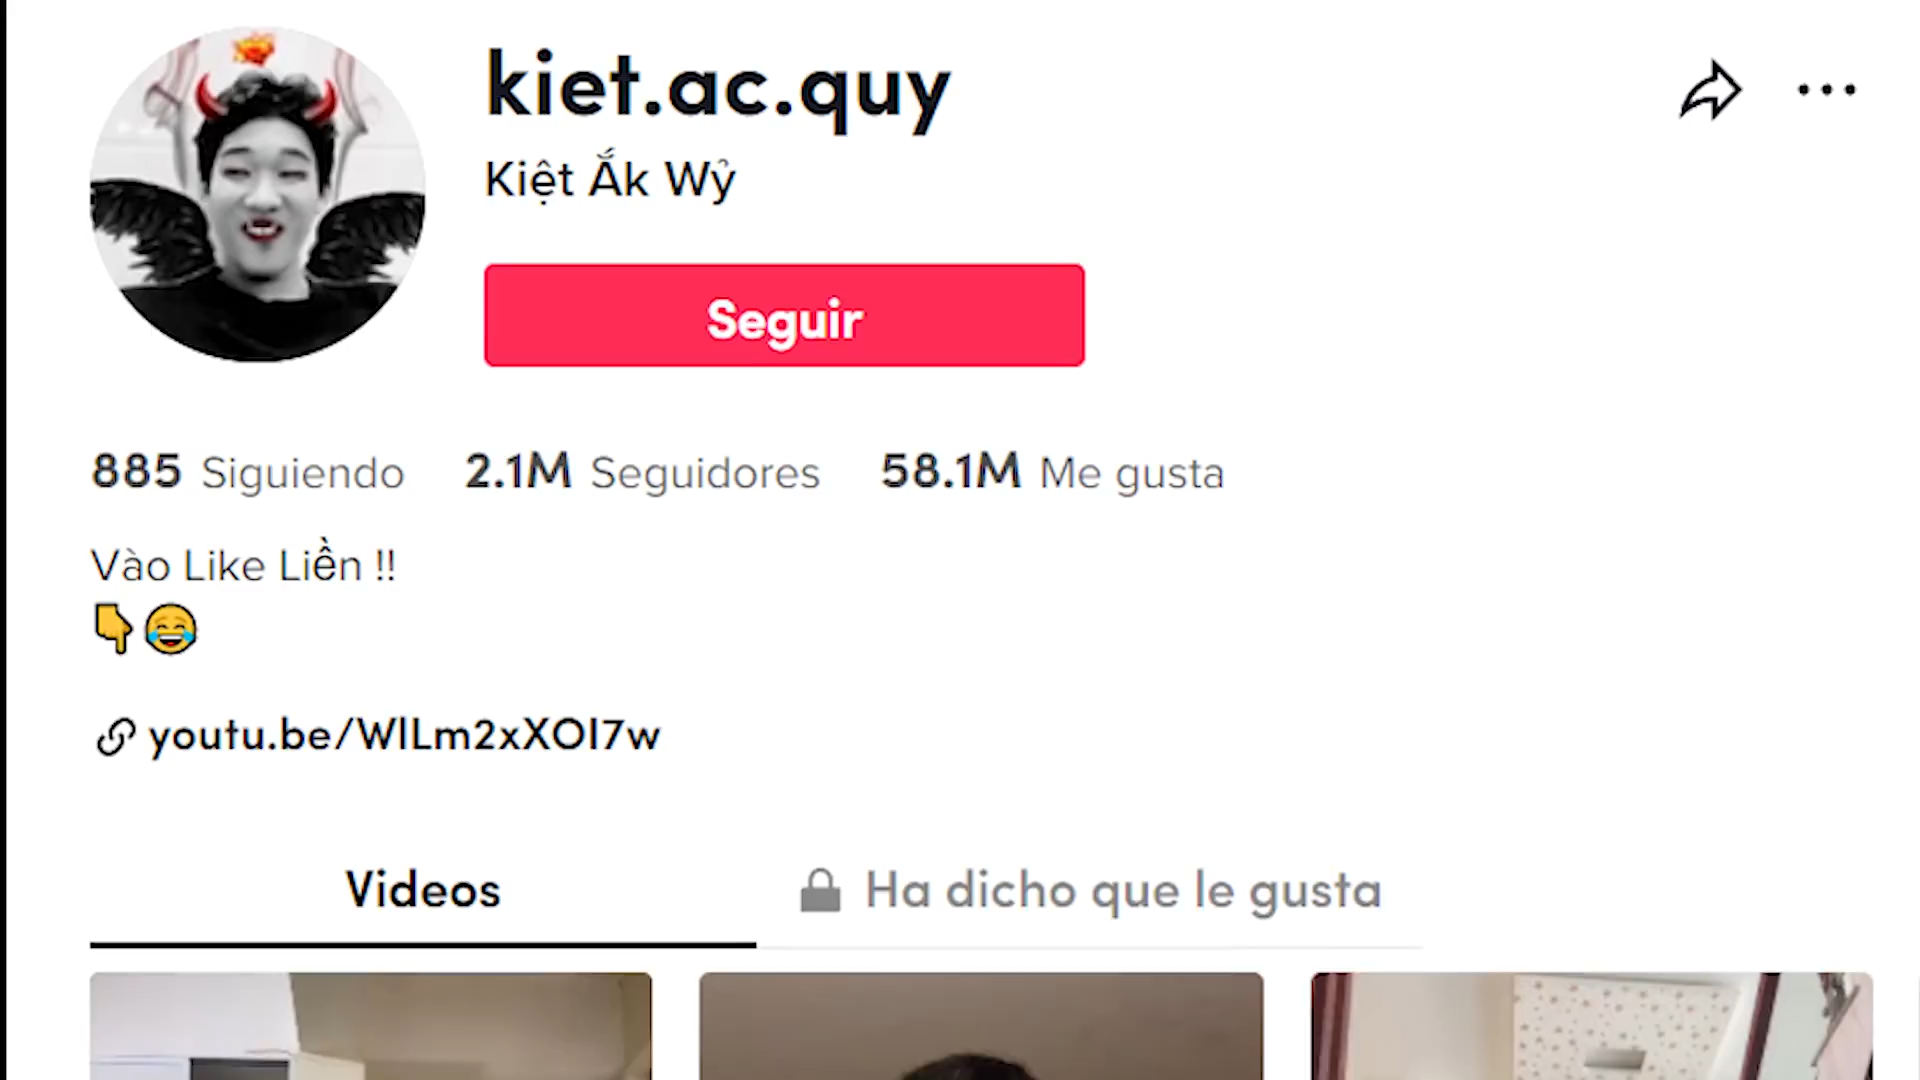 kiet.ac.quy
Kiệt Ắk Wỷ
Seguir
885 Siguiendo 2.1M Seguidores 58.1M Me gusta
Vào Like Liền !!
👇😂
youtu.be/WlLm2xXOI7w
Videos Ha dicho que le gusta